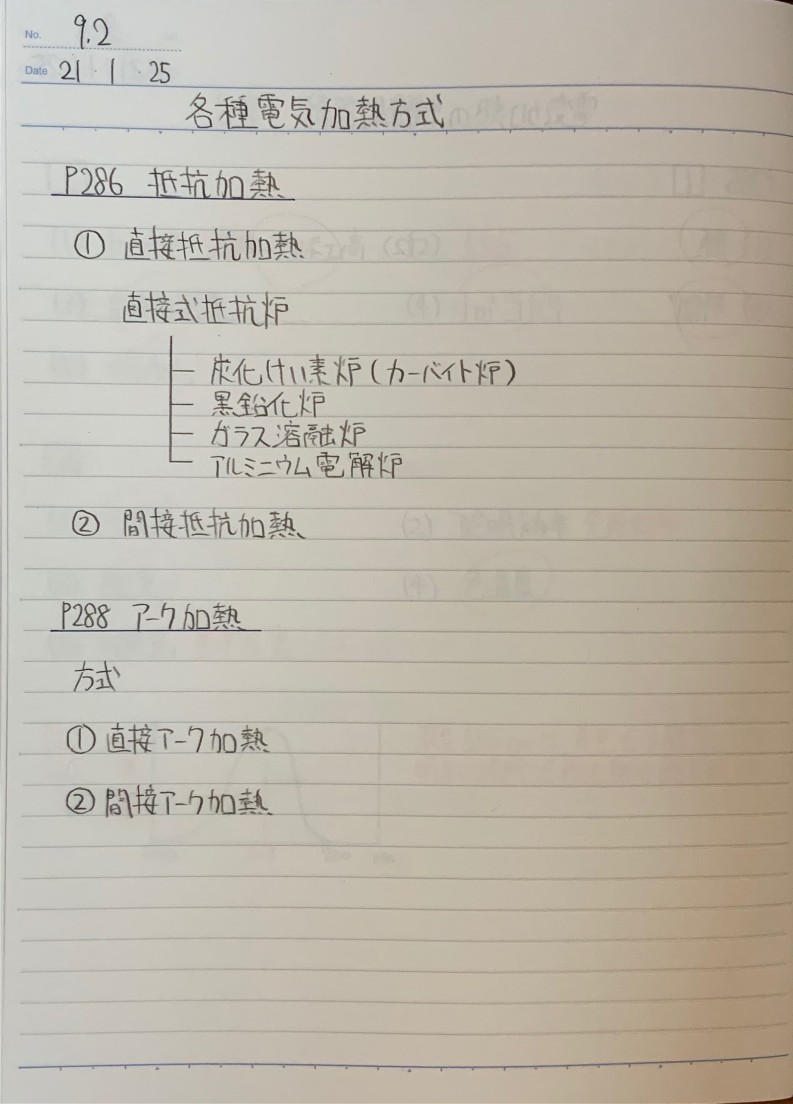 No. 9.2
Date 21・1・25
各種電気加熱方式
P286 抵抗加熱
① 直接抵抗加熱
直接式抵抗炉
炭化けい素炉(カーバイト炉)
黒鉛化炉
ガラス溶融炉
アルミニウム電解炉
② 間接抵抗加熱
P288 アーク加熱
方式
① 直接アーク加熱
② 間接アーク加熱